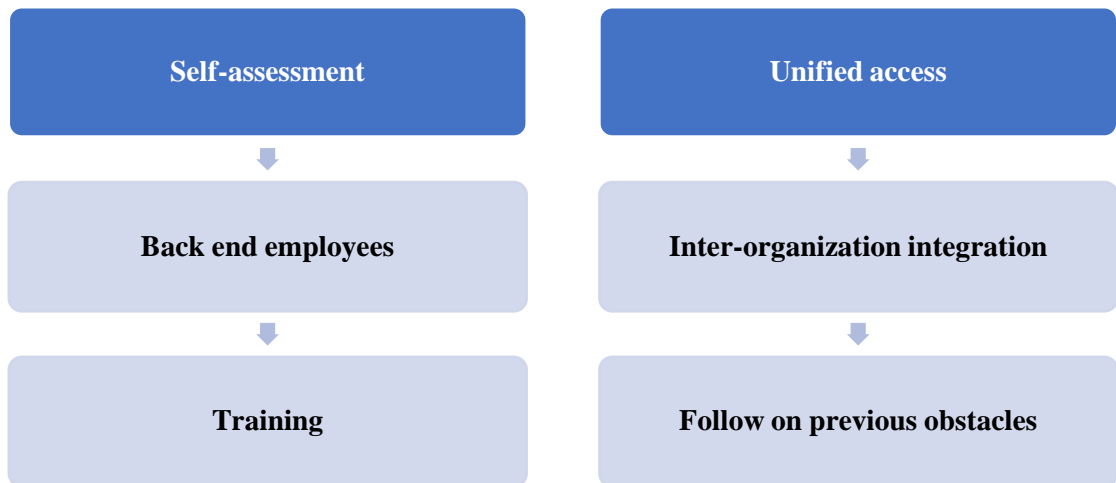 Self-assessment
Back end employees
Training
Unified access
Inter-organization integration
Follow on previous obstacles